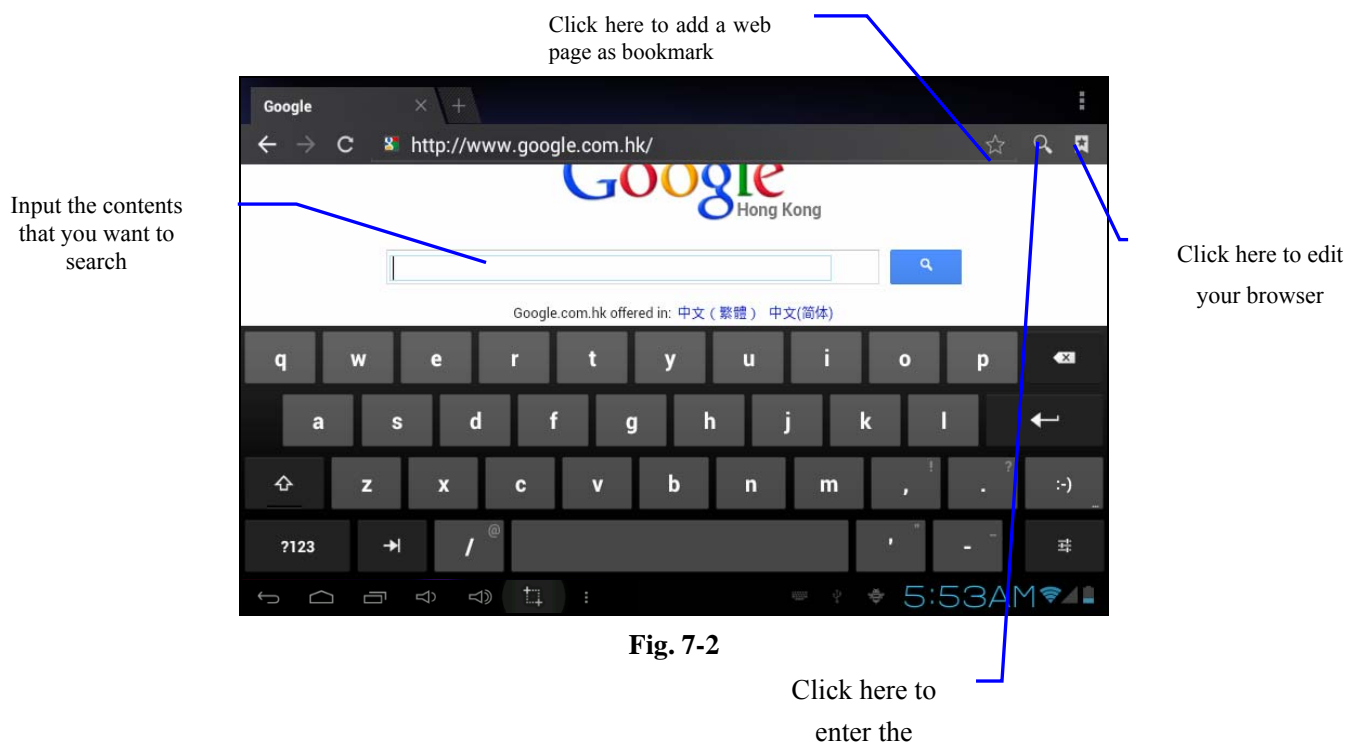 Click here to add a web
page as bookmark
Google
http://www.google.com.hk/
Google
Hong Kong
Input the contents
that you want to
search
Click here to edit
your browser
Google.com.hk offered in: 中文（繁體） 中文(简体)
q w e r t y u i o p
a s d f g h j k l
z x c v b n m , ! . ? :-) ...
?123 / @ ' " - _
5:53AM
Fig. 7-2
Click here to
enter the